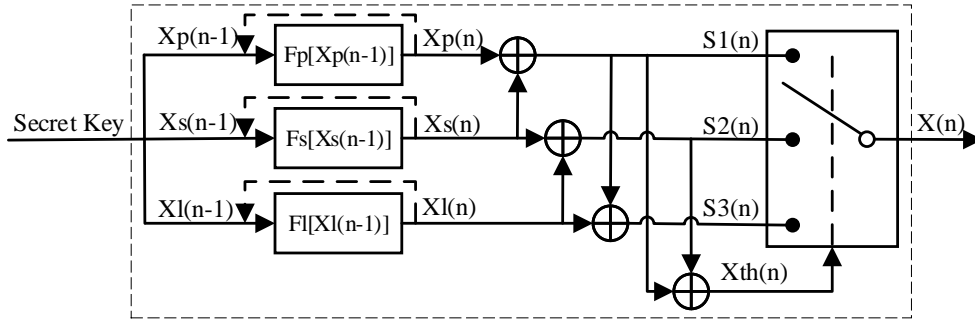 Xp(n-1) Fp[Xp(n-1)] Xp(n) S1(n)
Secret Key Xs(n-1) Fs[Xs(n-1)] Xs(n) S2(n) X(n)
Xl(n-1) Fl[Xl(n-1)] Xl(n) S3(n)
Xth(n)